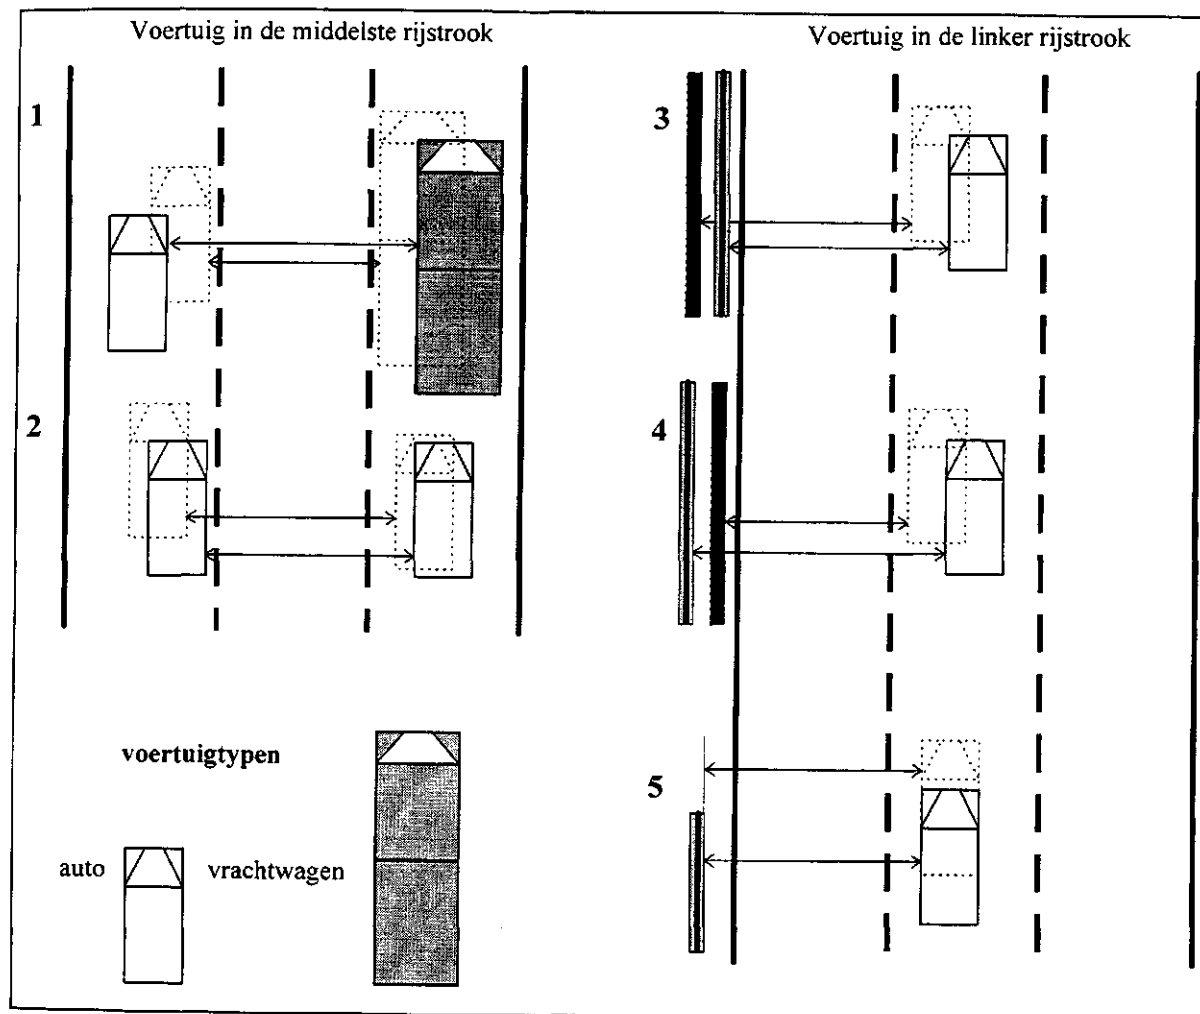 Voertuig in de middelste rijstrook
Voertuig in de linker rijstrook
1
2
3
4
5
voertuigtypen
auto
vrachtwagen